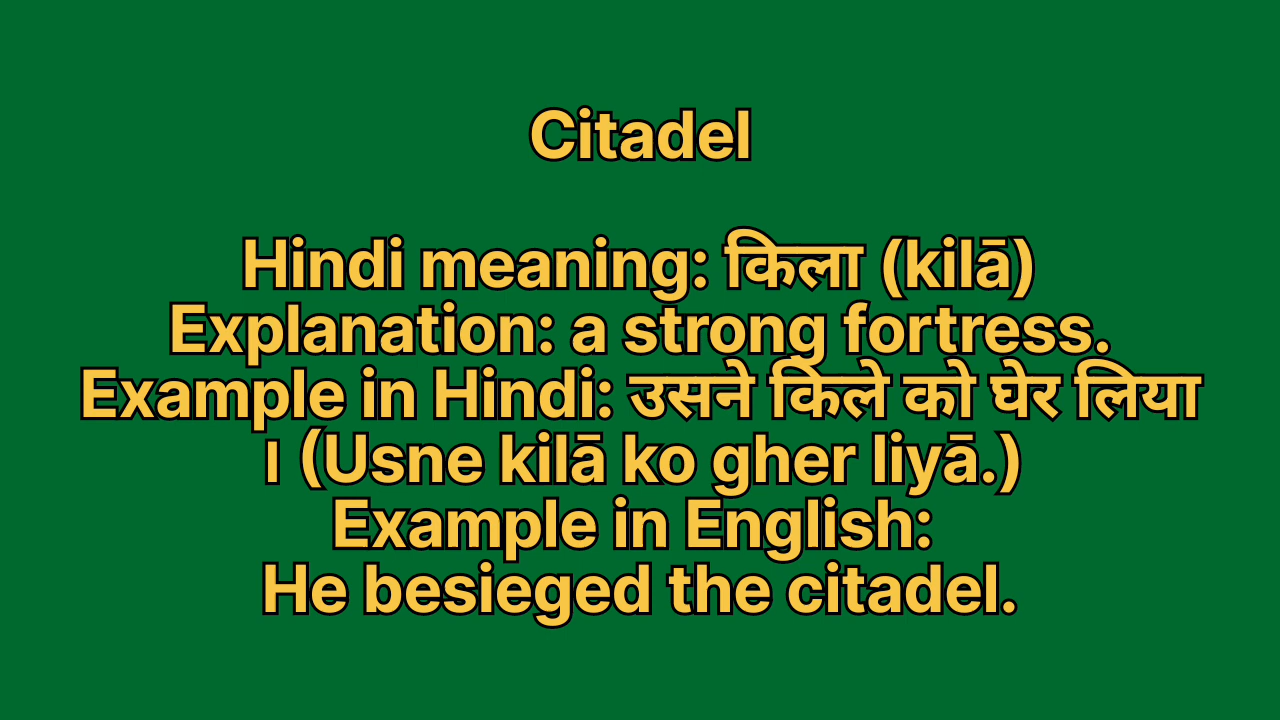 Citadel
Hindi meaning: किला (kilā)
Explanation: a strong fortress.
Example in Hindi: उसने किले को घेर लिया
। (Usne kilā ko gher liyā.)
Example in English:
He besieged the citadel.